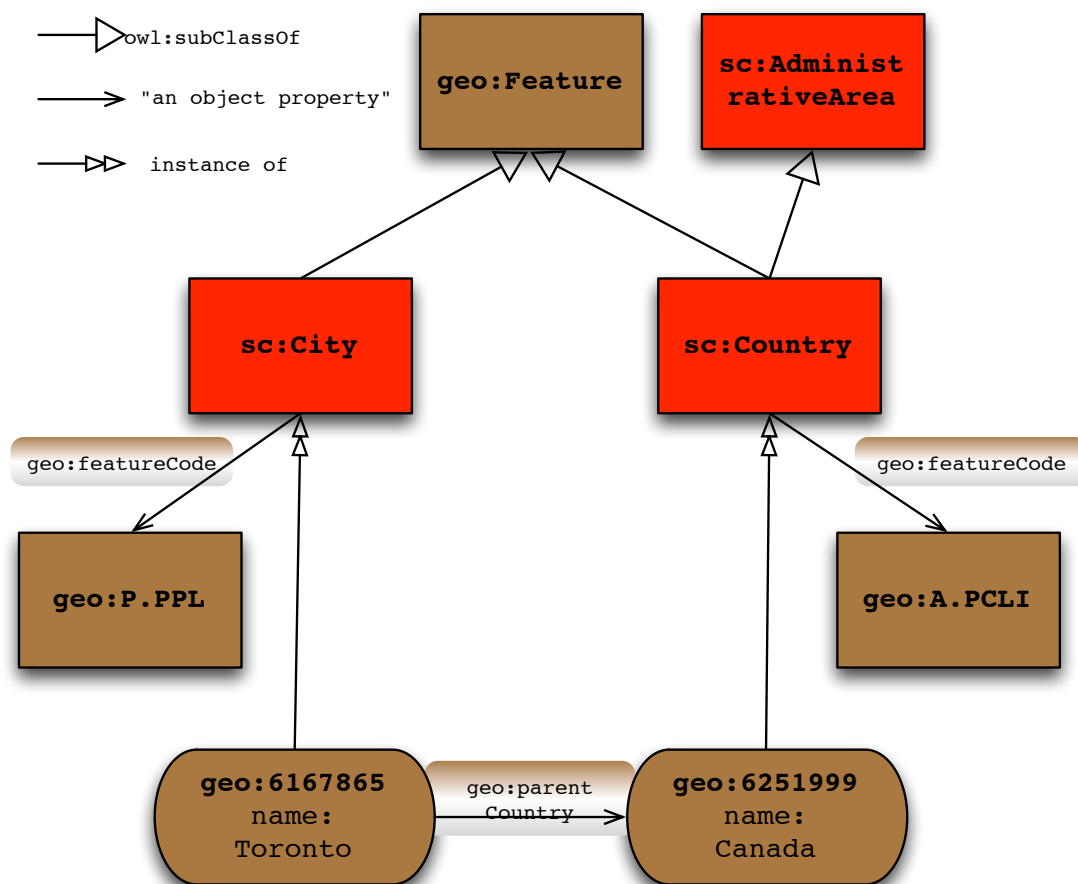 owl:subClassOf
"an object property"
instance of
geo:Feature
sc:Administ
rativeArea
sc:City
sc:Country
geo:featureCode
geo:featureCode
geo:P.PPL
geo:A.PCLI
geo:6167865
name:
Toronto
geo:parent
Country
geo:6251999
name:
Canada